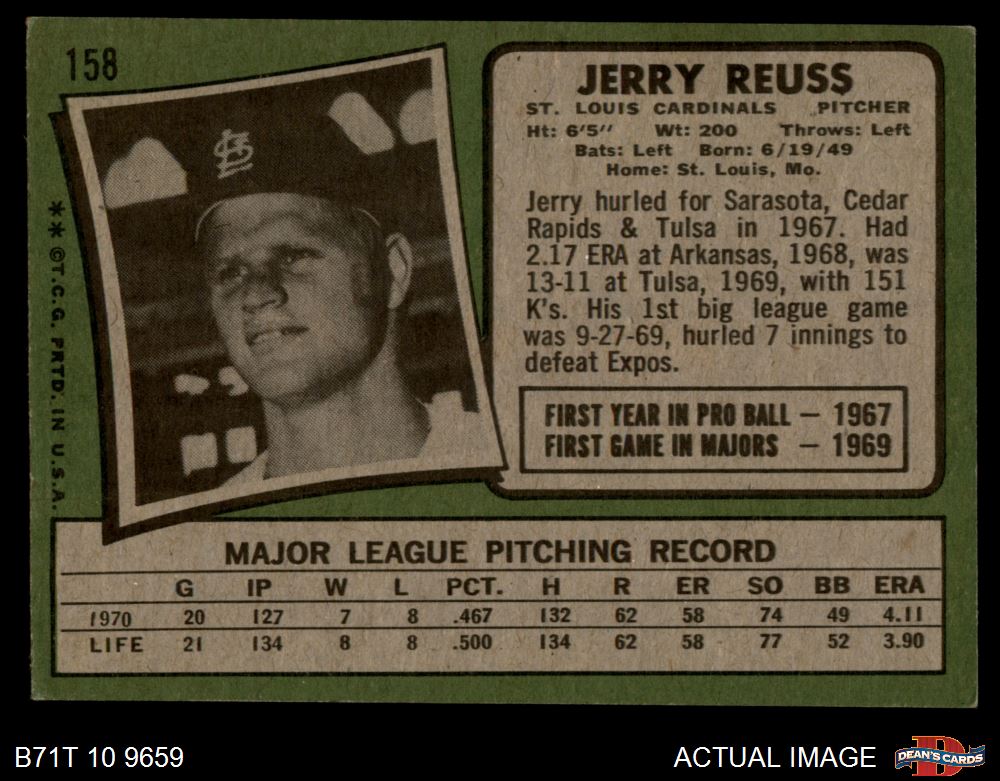 158
JERRY REUSS
ST. LOUIS CARDINALS PITCHER
Ht: 6'5" Wt: 200 Throws: Left
Bats: Left Born: 6/19/49
Home: St. Louis, Mo.
Jerry hurled for Sarasota, Cedar
Rapids & Tulsa in 1967. Had
2.17 ERA at Arkansas, 1968, was
13-11 at Tulsa, 1969, with 151
K's. His 1st big league game
was 9-27-69, hurled 7 innings to
defeat Expos.
FIRST YEAR IN PRO BALL — 1967
FIRST GAME IN MAJORS — 1969
StL
**©T.C.G. PRTD. IN U.S.A.
MAJOR LEAGUE PITCHING RECORD
G IP W L PCT. H R ER SO BB ERA
1970 20 127 7 8 .467 132 62 58 74 49 4.11
LIFE 21 134 8 8 .500 134 62 58 77 52 3.90
B71T 10 9659
ACTUAL IMAGE
D
DEAN'S CARDS